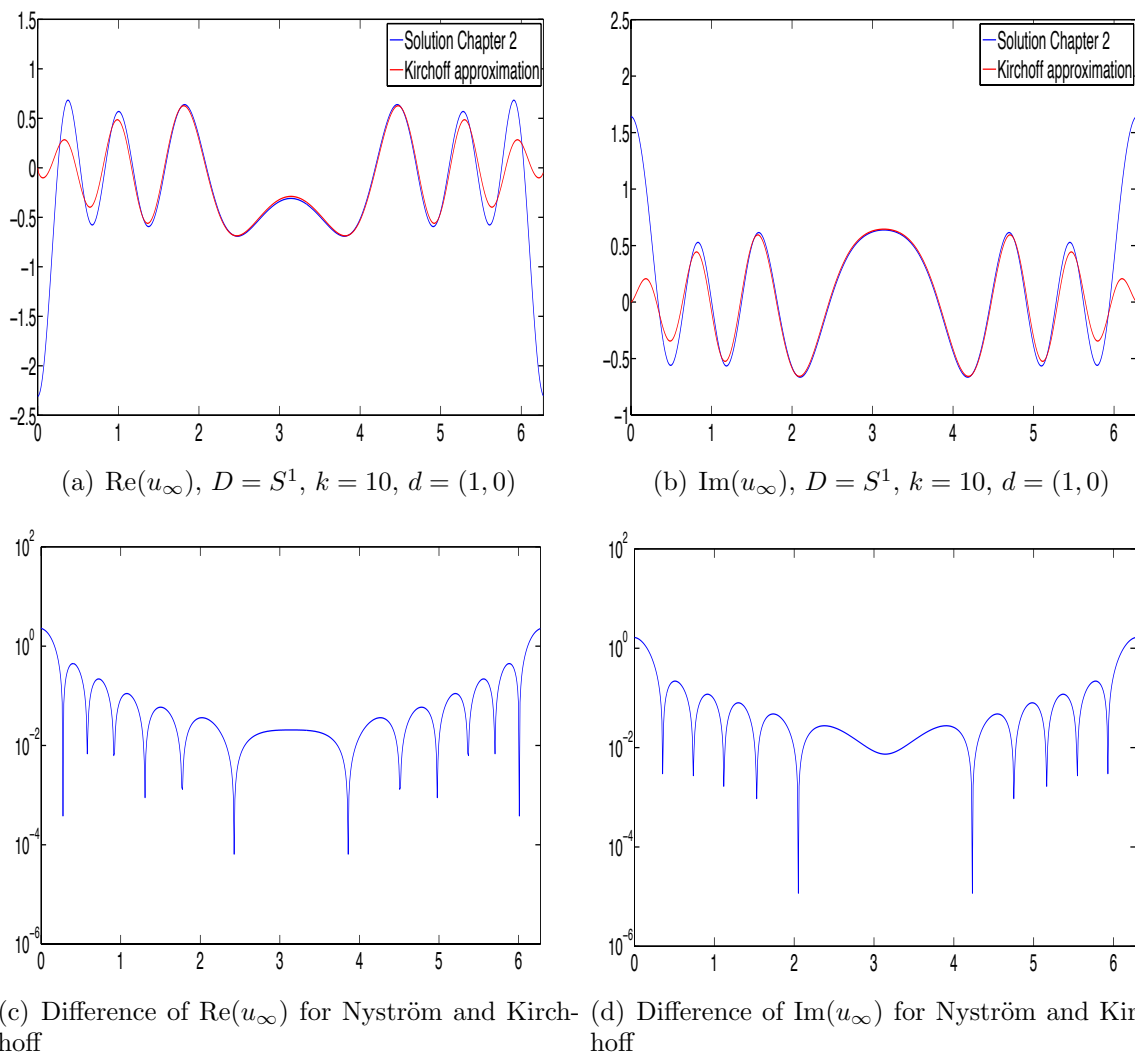 1.5
1
0.5
0
−0.5
−1
−1.5
−2
−2.5
0 1 2 3 4 5 6
Solution Chapter 2
Kirchoff approximation
(a) Re(u∞), D = S¹, k = 10, d = (1, 0)
2.5
2
1.5
1
0.5
0
−0.5
−1
0 1 2 3 4 5 6
Solution Chapter 2
Kirchoff approximation
(b) Im(u∞), D = S¹, k = 10, d = (1, 0)
10²
10⁰
10⁻²
10⁻⁴
10⁻⁶
0 1 2 3 4 5 6
(c) Difference of Re(u∞) for Nyström and Kirch-
hoff
10²
10⁰
10⁻²
10⁻⁴
10⁻⁶
0 1 2 3 4 5 6
(d) Difference of Im(u∞) for Nyström and Kir
hoff